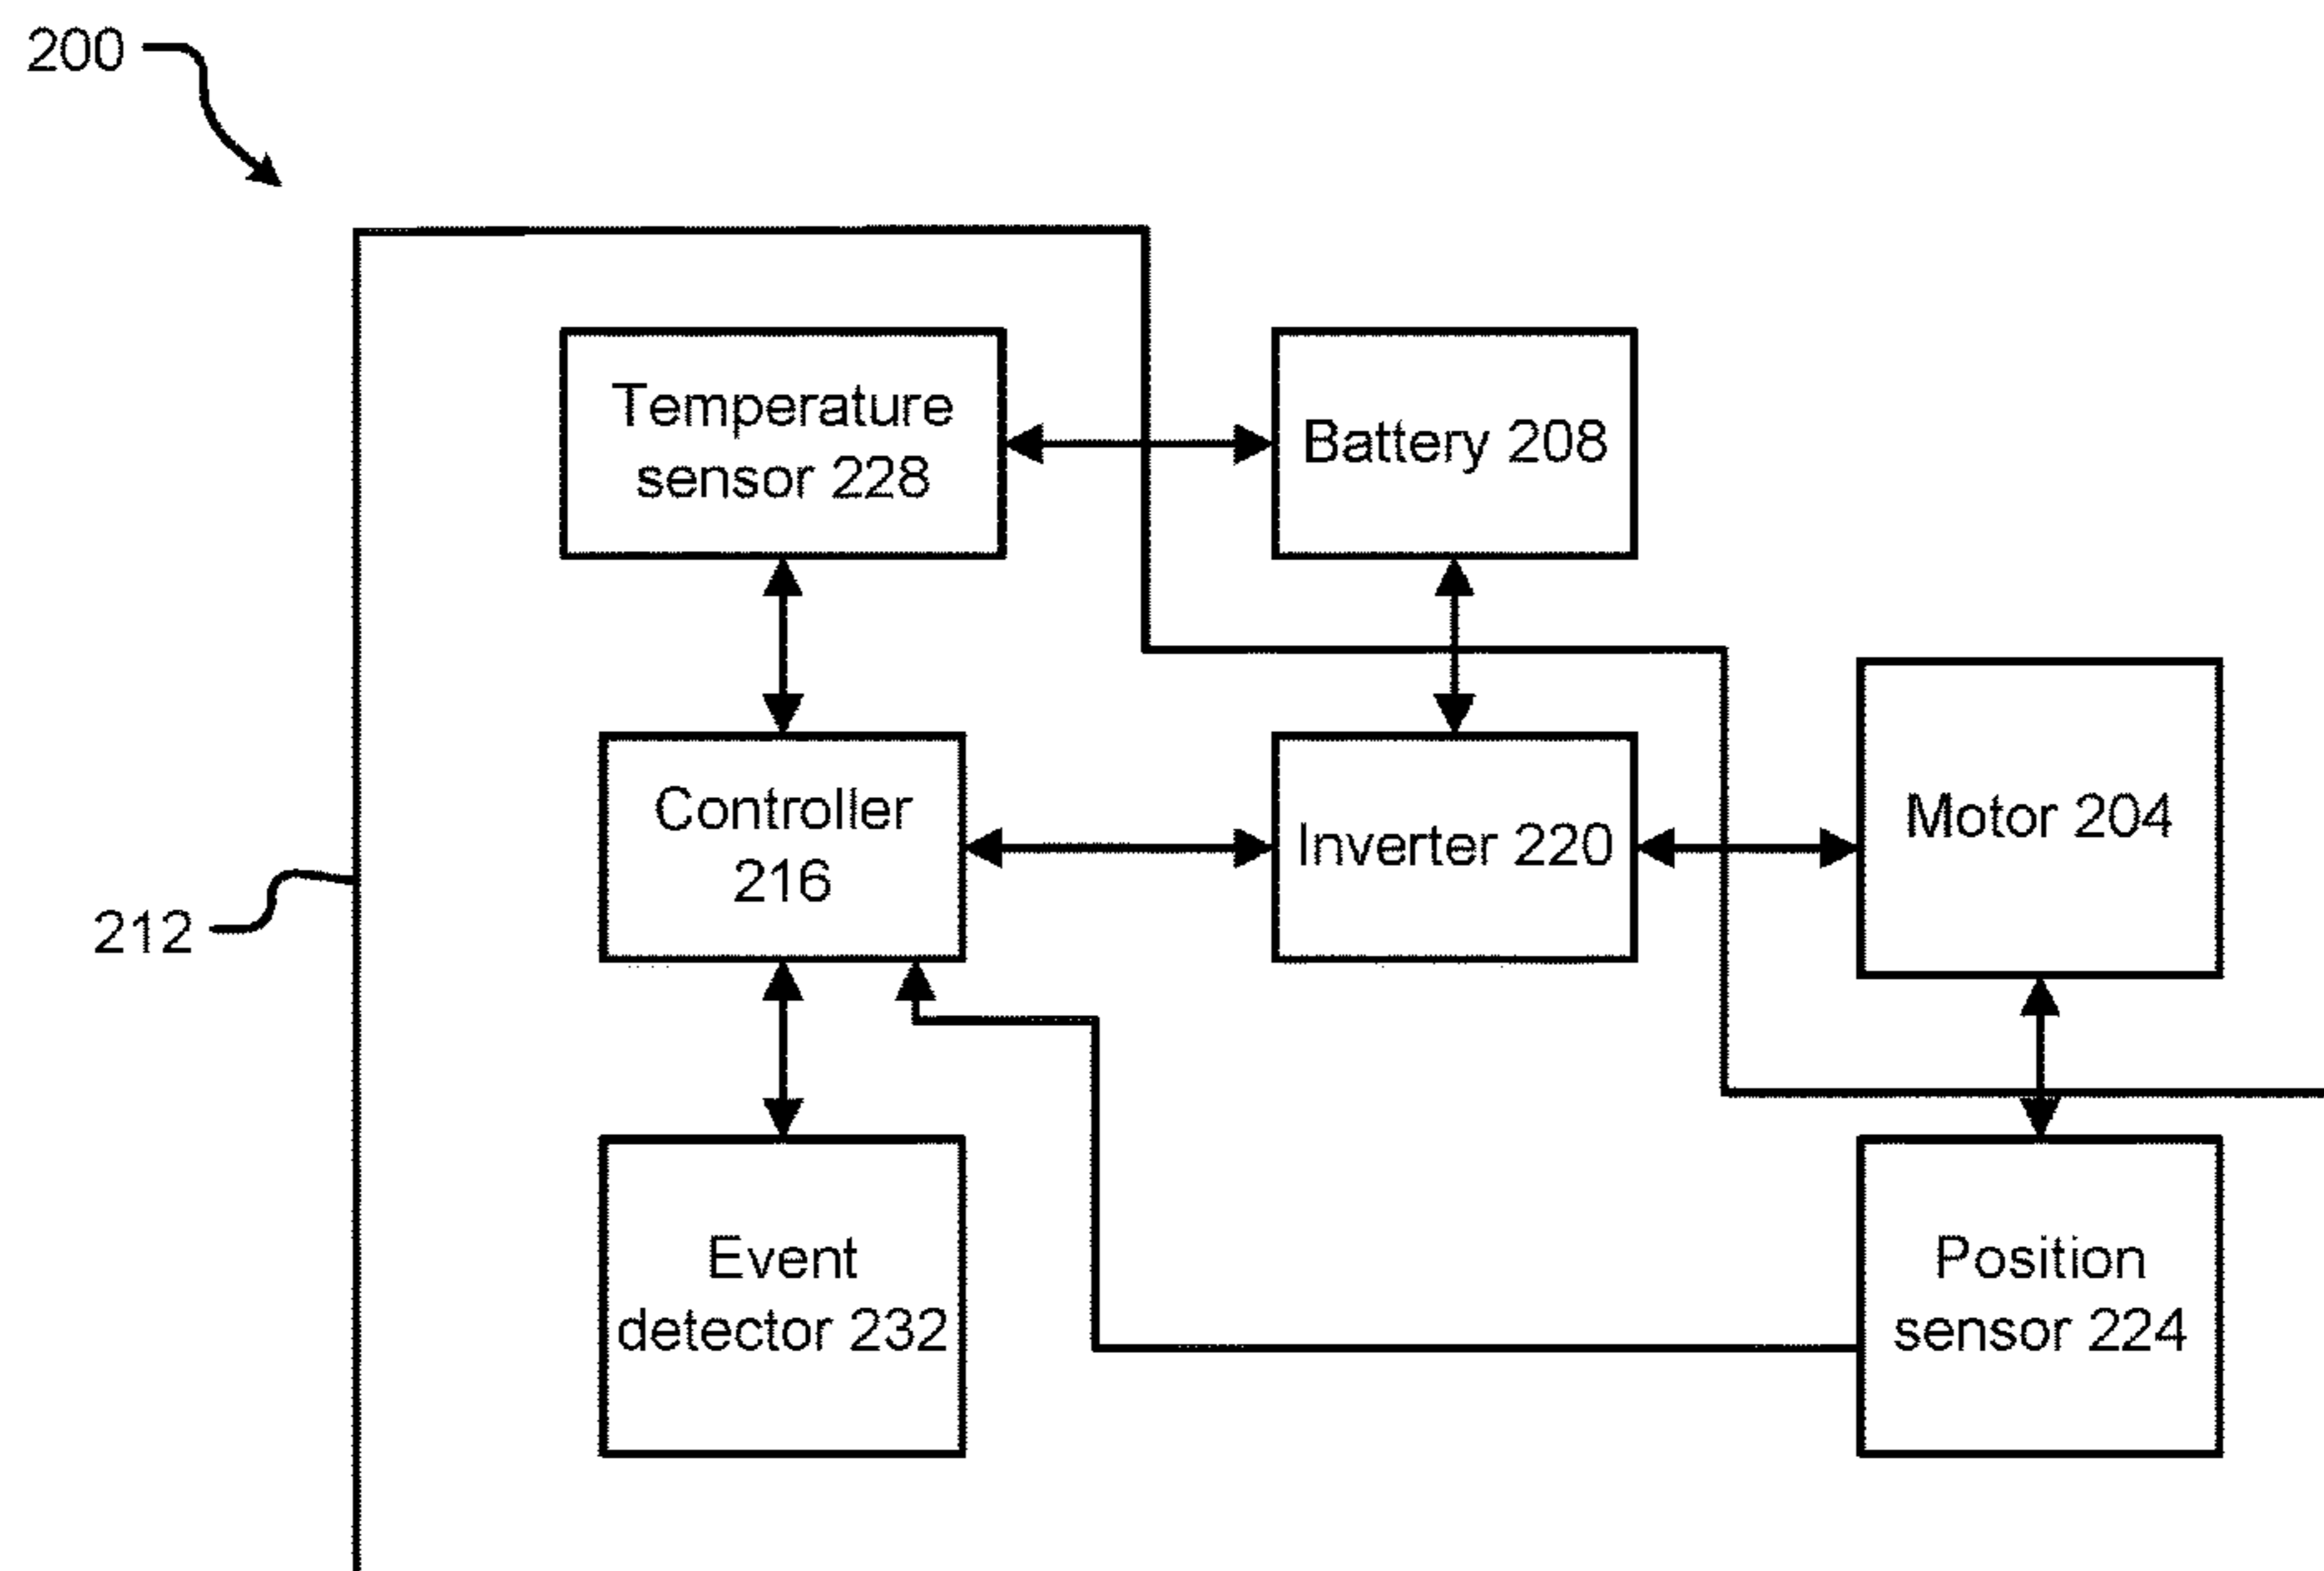 200
Temperature
sensor 228
Battery 208
Controller
216
Inverter 220
Motor 204
212
Event
detector 232
Position
sensor 224